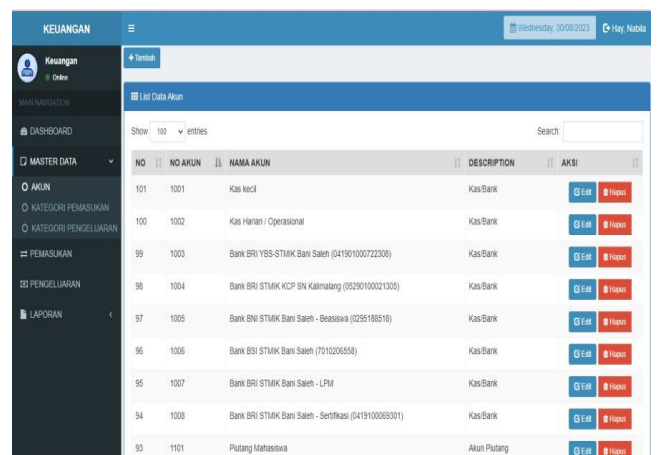 KEUANGAN
Wednesday, 30/08/2023 Hay, Nabila
Keuangan
Online
+Tambah
MAIN NAVIGATION
List Data Akun
DASHBOARD
Show 100 entries Search:
MASTER DATA
NO NO AKUN NAMA AKUN DESCRIPTION AKSI
AKUN
KATEGORI PEMASUKAN
KATEGORI PENGELUARAN
PEMASUKAN
PENGELUARAN
LAPORAN
101 1001 Kas kecil Kas/Bank Edit Hapus
100 1002 Kas Harian / Operasional Kas/Bank Edit Hapus
99 1003 Bank BRI YBS-STMIK Bani Saleh (041901000722308) Kas/Bank Edit Hapus
98 1004 Bank BRI STMIK KCP SN Kalimalang (05290100021305) Kas/Bank Edit Hapus
97 1005 Bank BNI STMIK Bani Saleh - Beasiswa (0295188518) Kas/Bank Edit Hapus
96 1006 Bank BSI STMIK Bani Saleh (7010206558) Kas/Bank Edit Hapus
95 1007 Bank BRI STMIK Bani Saleh - LPM Kas/Bank Edit Hapus
94 1008 Bank BRI STMIK Bani Saleh - Sertifikasi (0419100069301) Kas/Bank Edit Hapus
93 1101 Piutang Mahasiswa Akun Piutang Edit Hapus